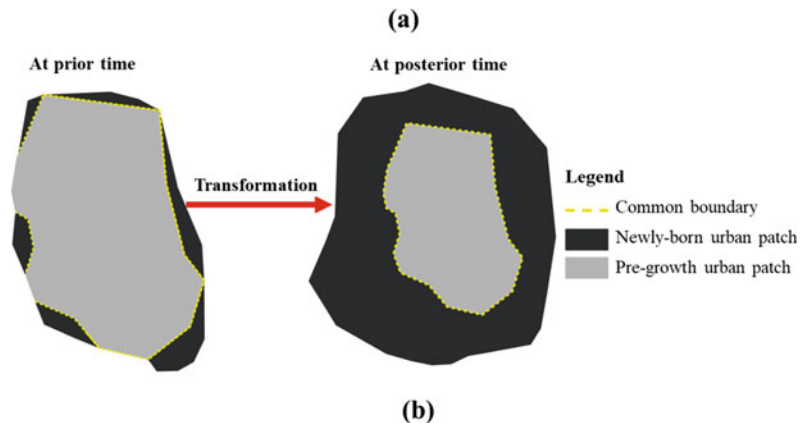 (a)
At prior time
At posterior time
Transformation
Legend
Common boundary
Newly-born urban patch
Pre-growth urban patch
(b)